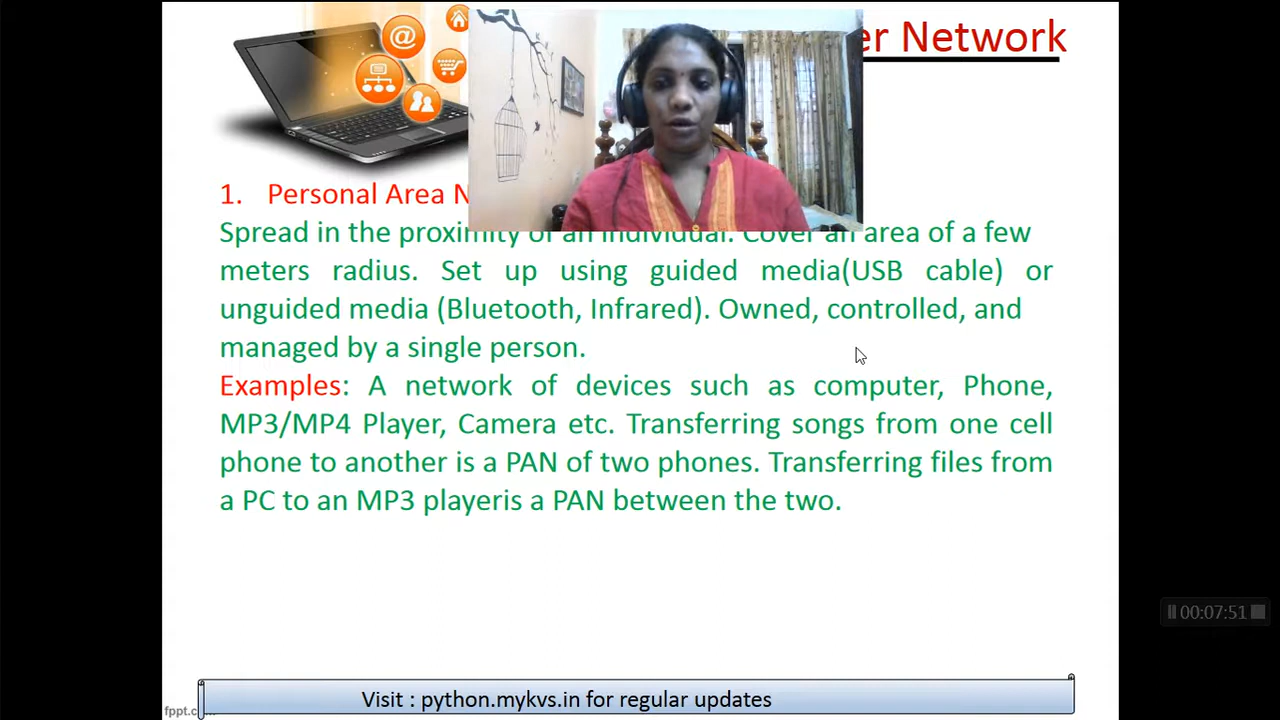 er Network
1. Personal Area N
Spread in the proximity of an individual. Cover an area of a few
meters radius. Set up using guided media(USB cable) or
unguided media (Bluetooth, Infrared). Owned, controlled, and
managed by a single person.
Examples: A network of devices such as computer, Phone,
MP3/MP4 Player, Camera etc. Transferring songs from one cell
phone to another is a PAN of two phones. Transferring files from
a PC to an MP3 playeris a PAN between the two.
00:07:51
Visit : python.mykvs.in for regular updates
fppt.c